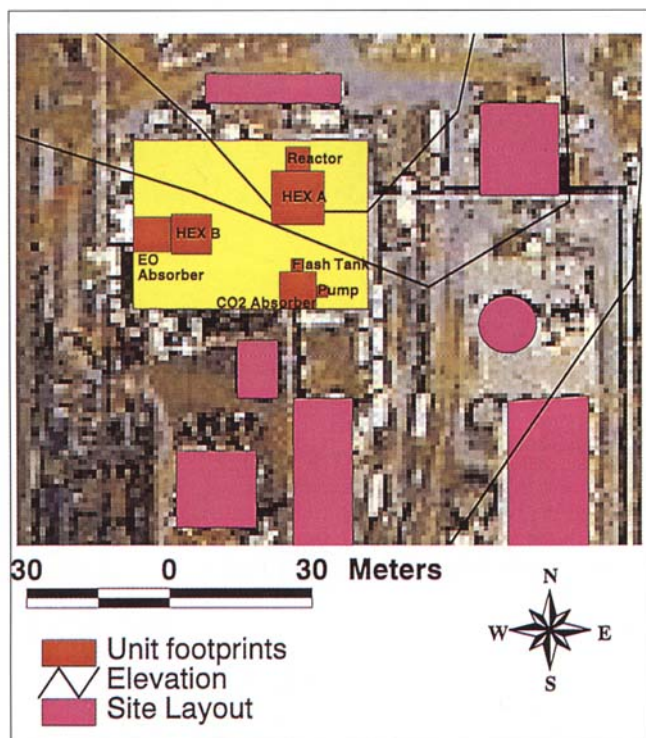 Reactor
HEX A
HEX B
EO
Absorber
Flash Tank
Pump
CO2 Absorber
30 0 30 Meters
Unit footprints
Elevation
Site Layout
N
W E
S